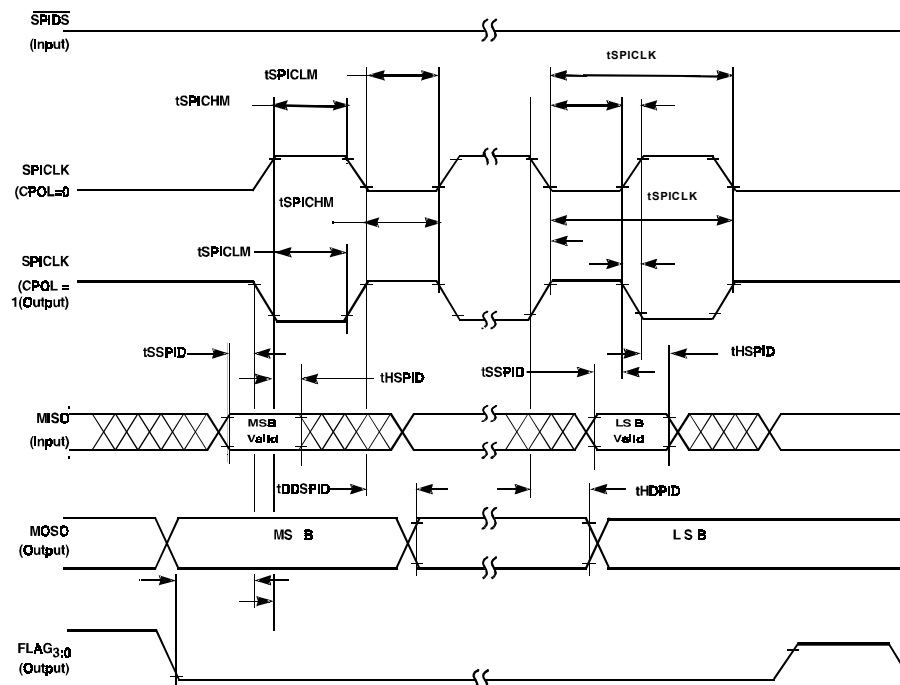 SPIDS
(Input)
tSPICLK
tSPICLM
tSPICHM
SPICLK
(CPOL=0
tSPICHM
tSPICLK
tSPICLM
SPICLK
(CPOL =
1(Output)
tSSPID
tHSPID
tHSPID
tSSPID
MISO
(Input)
MSB
Valid
LS B
Valid
tDDSPID
tHDPID
MOSO
(Output)
MS B
L S B
FLAG3:0
(Output)